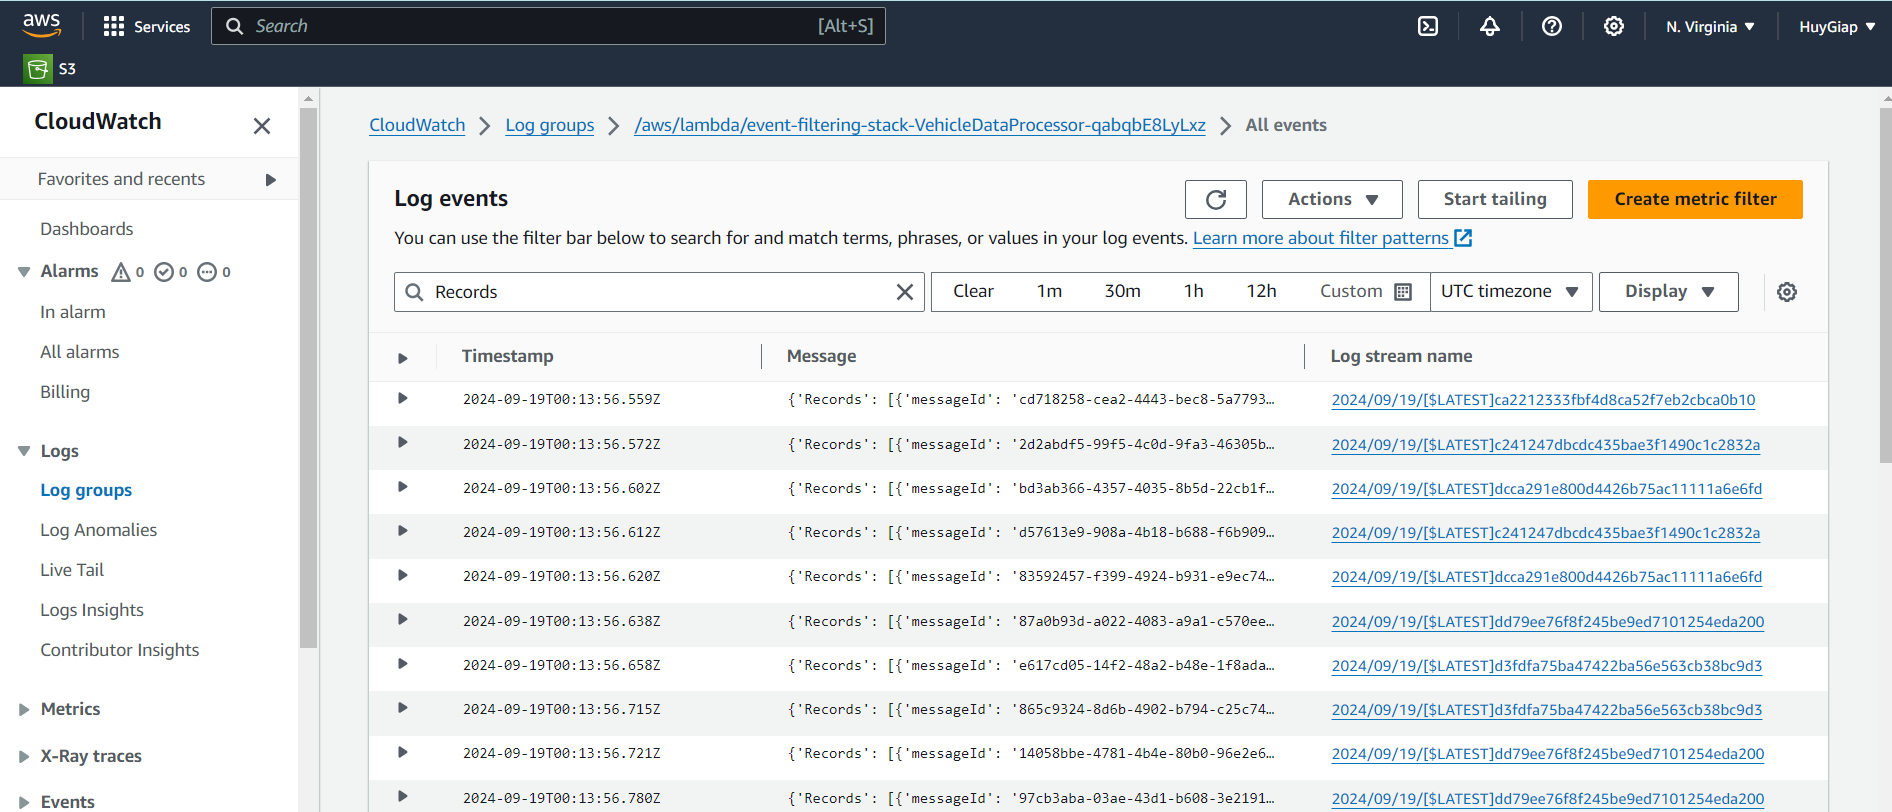 aws
Services
Search
[Alt+S]
N. Virginia
HuyGiap
S3
CloudWatch
Favorites and recents
Dashboards
Alarms 0 0 0
In alarm
All alarms
Billing
Logs
Log groups
Log Anomalies
Live Tail
Logs Insights
Contributor Insights
Metrics
X-Ray traces
Events
CloudWatch
Log groups
/aws/lambda/event-filtering-stack-VehicleDataProcessor-qabqbE8LyLxz
All events
Log events
Actions
Start tailing
Create metric filter
You can use the filter bar below to search for and match terms, phrases, or values in your log events. Learn more about filter patterns
Records
Clear 1m 30m 1h 12h Custom
UTC timezone
Display
Timestamp Message Log stream name
2024-09-19T00:13:56.559Z {'Records': [{'messageId': 'cd718258-cea2-4443-bec8-5a7793… 2024/09/19/[$LATEST]ca2212333fbf4d8ca52f7eb2cbca0b10
2024-09-19T00:13:56.572Z {'Records': [{'messageId': '2d2abdf5-99f5-4c0d-9fa3-46305b… 2024/09/19/[$LATEST]c241247dbcdc435bae3f1490c1c2832a
2024-09-19T00:13:56.602Z {'Records': [{'messageId': 'bd3ab366-4357-4035-8b5d-22cb1f… 2024/09/19/[$LATEST]dcca291e800d4426b75ac11111a6e6fd
2024-09-19T00:13:56.612Z {'Records': [{'messageId': 'd57613e9-908a-4b18-b688-f6b909… 2024/09/19/[$LATEST]c241247dbcdc435bae3f1490c1c2832a
2024-09-19T00:13:56.620Z {'Records': [{'messageId': '83592457-f399-4924-b931-e9ec74… 2024/09/19/[$LATEST]dcca291e800d4426b75ac11111a6e6fd
2024-09-19T00:13:56.638Z {'Records': [{'messageId': '87a0b93d-a022-4083-a9a1-c570ee… 2024/09/19/[$LATEST]dd79ee76f8f245be9ed7101254eda200
2024-09-19T00:13:56.658Z {'Records': [{'messageId': 'e617cd05-14f2-48a2-b48e-1f8ada… 2024/09/19/[$LATEST]d3fdfa75ba47422ba56e563cb38bc9d3
2024-09-19T00:13:56.715Z {'Records': [{'messageId': '865c9324-8d6b-4902-b794-c25c74… 2024/09/19/[$LATEST]d3fdfa75ba47422ba56e563cb38bc9d3
2024-09-19T00:13:56.721Z {'Records': [{'messageId': '14058bbe-4781-4b4e-80b0-96e2e6… 2024/09/19/[$LATEST]dd79ee76f8f245be9ed7101254eda200
2024-09-19T00:13:56.780Z {'Records': [{'messageId': '97cb3aba-03ae-43d1-b608-3e2191… 2024/09/19/[$LATEST]dd79ee76f8f245be9ed7101254eda200